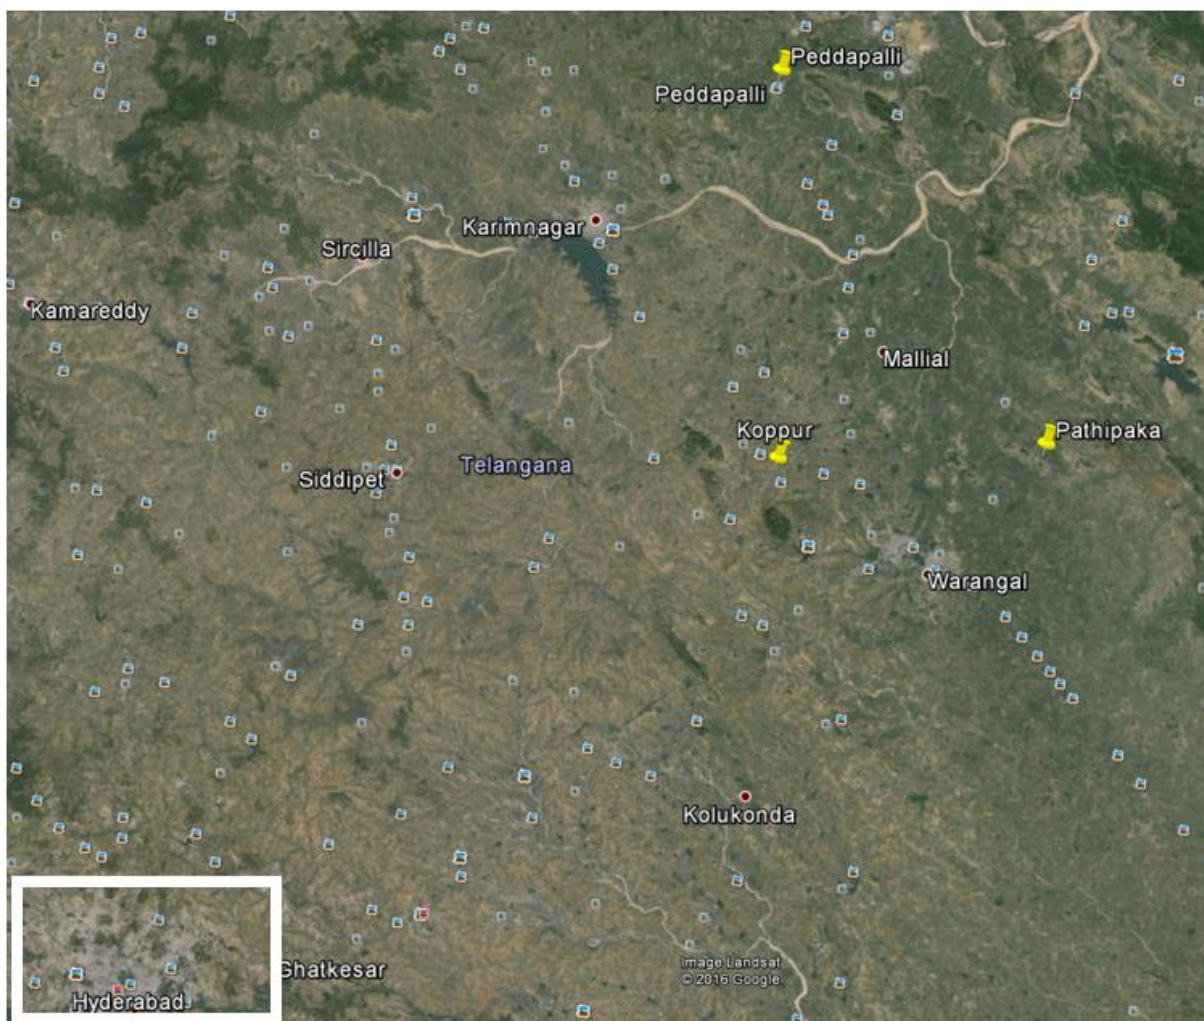 Peddapalli
Peddapalli
Karimnagar
Sircilla
Kamareddy
Mallial
Koppur
Pathipaka
Telangana
Siddipet
Warangal
Kolukonda
Image Landsat
© 2016 Google
Ghatkesar
Hyderabad